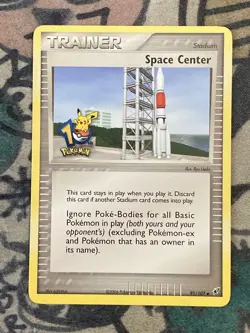 TRAINER
Stadium
Space Center
10
POKéMON
This card stays in play when you play it. Discard
this card if another Stadium card comes into play.
Ignore Poké-Bodies for all Basic
Pokémon in play (both yours and your
opponent's) (excluding Pokémon-ex
and Pokémon that has an owner in
its name).
91/107